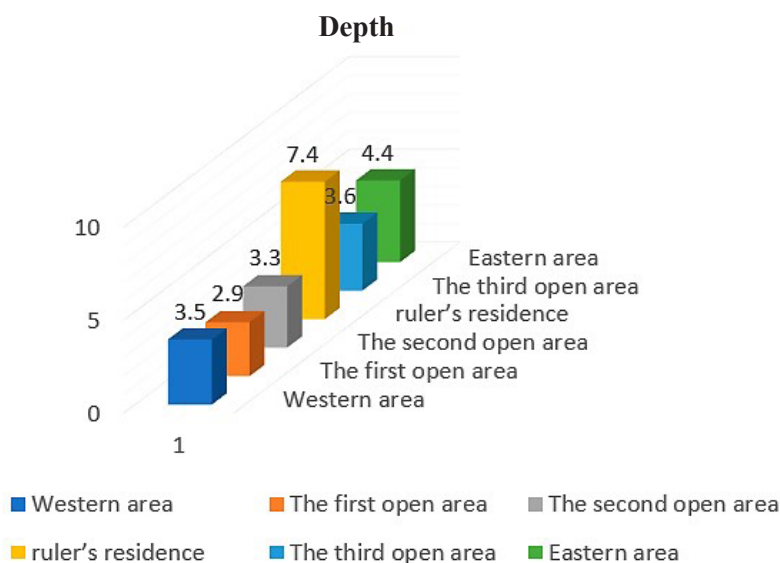 Depth
7.4
4.4
3.6
3.3
2.9
3.5
10
5
0
1
Eastern area
The third open area
ruler's residence
The second open area
The first open area
Western area
Western area
The first open area
The second open area
ruler's residence
The third open area
Eastern area